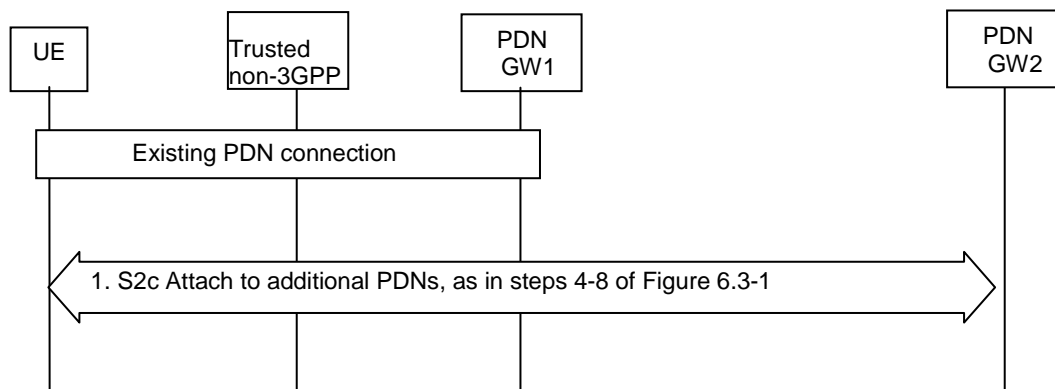 UE
Trusted
non-3GPP
PDN
GW1
PDN
GW2
Existing PDN connection
1. S2c Attach to additional PDNs, as in steps 4-8 of Figure 6.3-1